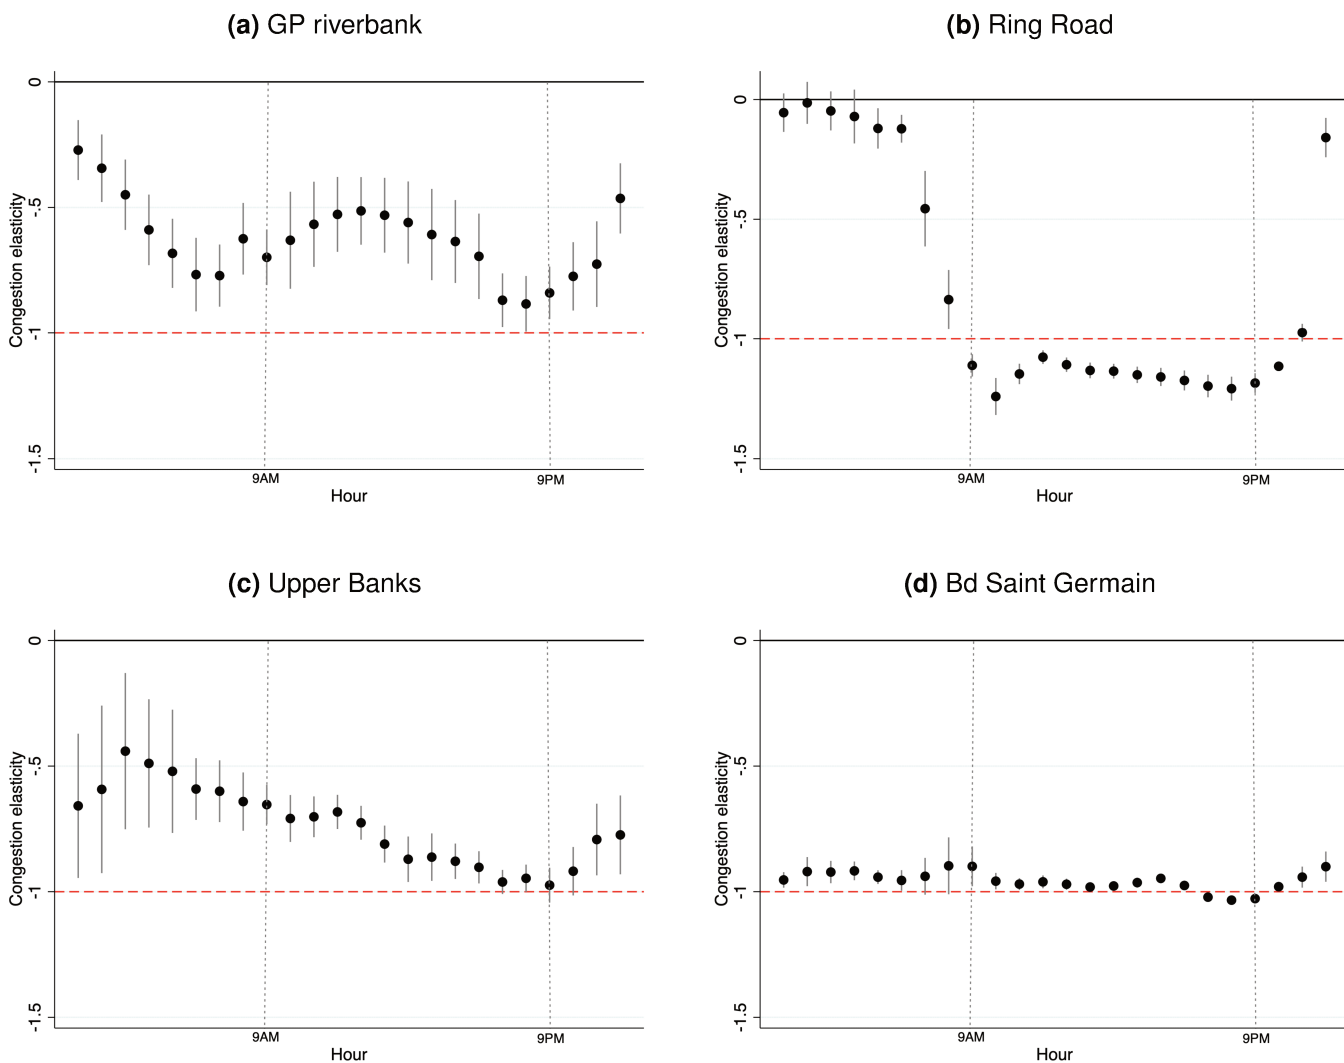 (a) GP riverbank
Congestion elasticity
0
-.5
-1
-1.5
9AM
9PM
Hour
(b) Ring Road
Congestion elasticity
0
-.5
-1
-1.5
9AM
9PM
Hour
(c) Upper Banks
Congestion elasticity
0
-.5
-1
-1.5
9AM
9PM
Hour
(d) Bd Saint Germain
Congestion elasticity
0
-.5
-1
-1.5
9AM
9PM
Hour